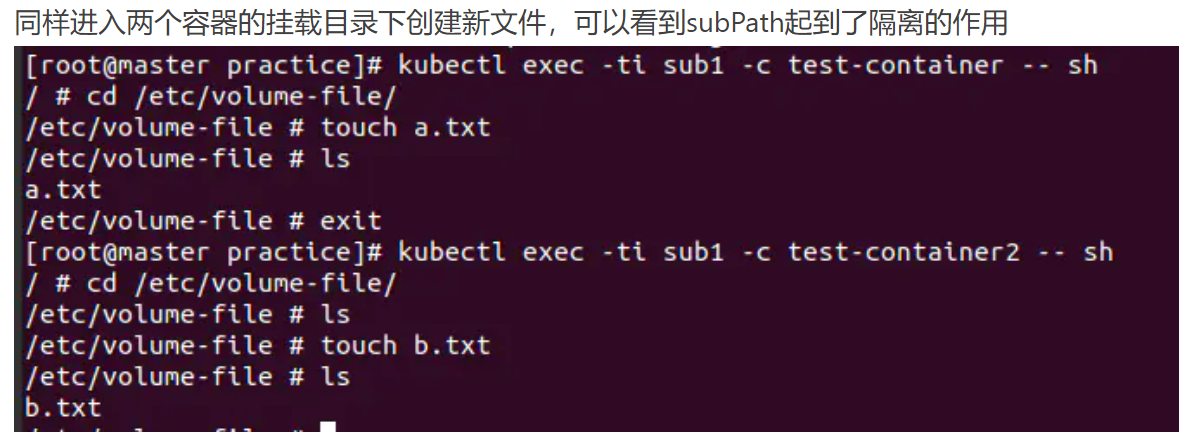 同样进入两个容器的挂载目录下创建新文件，可以看到subPath起到了隔离的作用
[root@master practice]# kubectl exec -ti sub1 -c test-container -- sh
/ # cd /etc/volume-file/
/etc/volume-file # touch a.txt
/etc/volume-file # ls
a.txt
/etc/volume-file # exit
[root@master practice]# kubectl exec -ti sub1 -c test-container2 -- sh
/ # cd /etc/volume-file/
/etc/volume-file # ls
/etc/volume-file # touch b.txt
/etc/volume-file # ls
b.txt